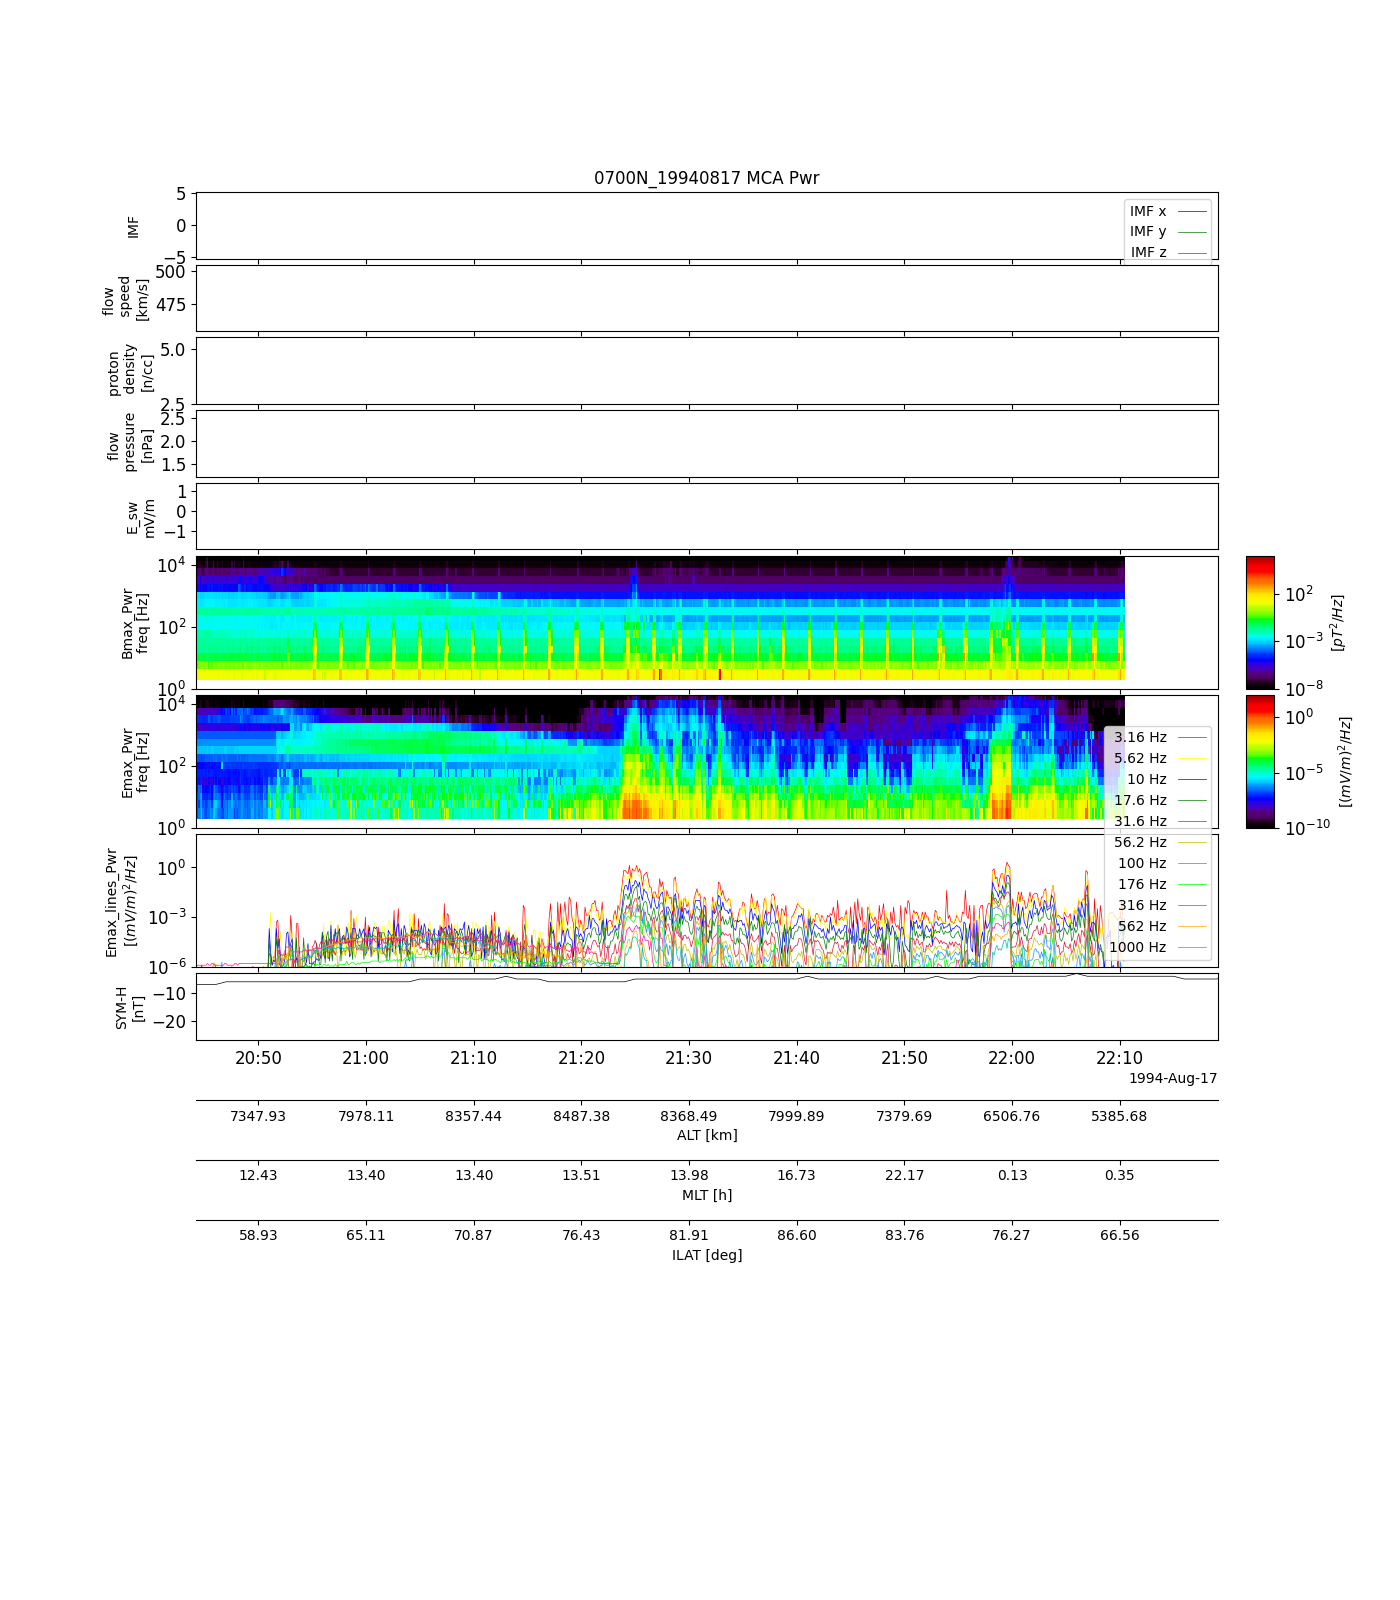 0700N_19940817 MCA Pwr
IMF
5
0
−5
IMF x
IMF y
IMF z
flow
speed
[km/s]
500
475
proton
density
[n/cc]
5.0
2.5
flow
pressure
[nPa]
2.5
2.0
1.5
E_sw
mV/m
1
0
−1
Bmax_Pwr
freq [Hz]
10^4
10^2
10^0
10^2
10^−3
10^−8
[pT^2/Hz]
Emax_Pwr
freq [Hz]
10^4
10^2
10^0
10^0
10^−5
10^−10
[(mV/m)^2/Hz]
3.16 Hz
5.62 Hz
10 Hz
17.6 Hz
31.6 Hz
56.2 Hz
100 Hz
176 Hz
316 Hz
562 Hz
1000 Hz
Emax_lines_Pwr
[(mV/m)^2/Hz]
10^0
10^−3
10^−6
SYM-H
[nT]
−10
−20
20:50 21:00 21:10 21:20 21:30 21:40 21:50 22:00 22:10
1994-Aug-17
7347.93 7978.11 8357.44 8487.38 8368.49 7999.89 7379.69 6506.76 5385.68
ALT [km]
12.43 13.40 13.40 13.51 13.98 16.73 22.17 0.13 0.35
MLT [h]
58.93 65.11 70.87 76.43 81.91 86.60 83.76 76.27 66.56
ILAT [deg]